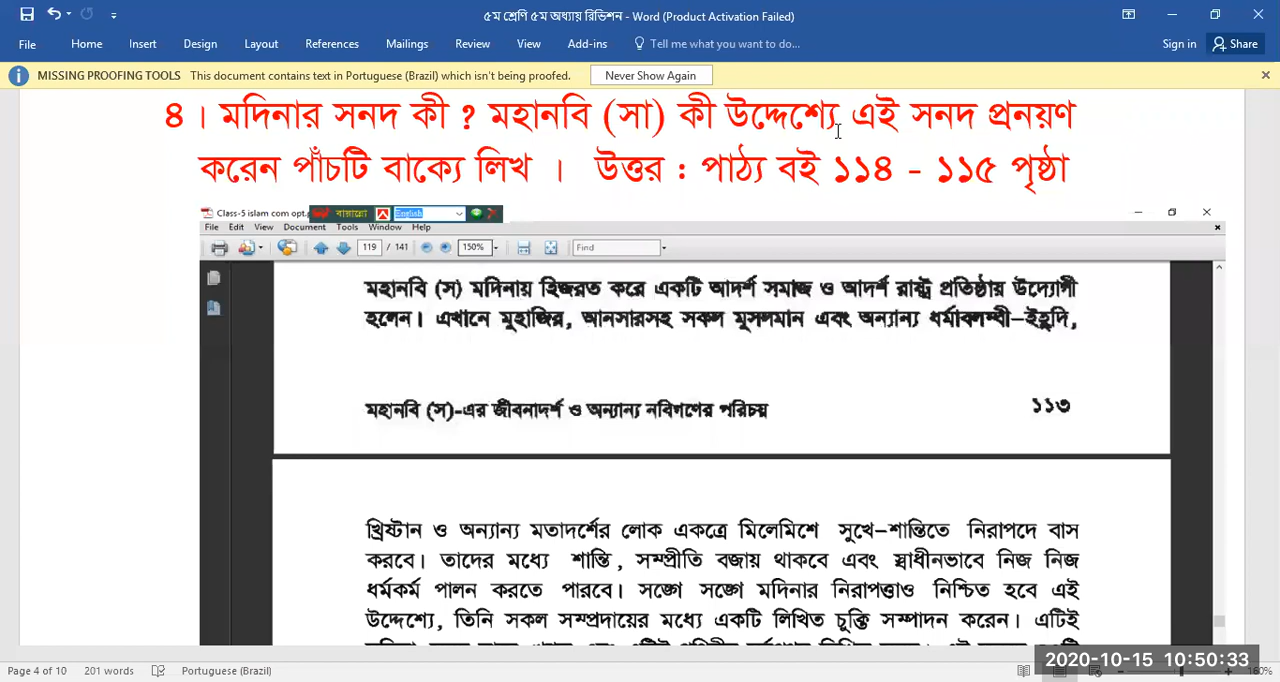 ৫ম শ্রেণি ৫ম অধ্যায় রিভিশন - Word (Product Activation Failed)
File Home Insert Design Layout References Mailings Review View Add-ins Tell me what you want to do... Sign in Share
MISSING PROOFING TOOLS This document contains text in Portuguese (Brazil) which isn't being proofed. Never Show Again
৪। মদিনার সনদ কী ? মহানবি (সা) কী উদ্দেশ্যে এই সনদ প্রনয়ণ
করেন পাঁচটি বাক্যে লিখ । উত্তর : পাঠ্য বই ১১৪ - ১১৫ পৃষ্ঠা
Class-5 islam com opt.p English
File Edit View Document Tools Window Help
119 / 141 150% Find
মহানবি (স) মদিনায় হিজরত করে একটি আদর্শ সমাজ ও আদর্শ রাষ্ট্র প্রতিষ্ঠায় উদ্যোগী
হলেন। এখানে মুহাজির, আনসারসহ সকল মুসলমান এবং অন্যান্য ধর্মাবলম্বী–ইহুদি,
মহানবি (স)-এর জীবনাদর্শ ও অন্যান্য নবিগণের পরিচয় ১১৩
খ্রিষ্টান ও অন্যান্য মতাদর্শের লোক একত্রে মিলেমিশে সুখে–শান্তিতে নিরাপদে বাস
করবে। তাদের মধ্যে শান্তি, সম্প্রীতি বজায় থাকবে এবং স্বাধীনভাবে নিজ নিজ
ধর্মকর্ম পালন করতে পারবে। সঙ্গে সঙ্গে মদিনার নিরাপত্তাও নিশ্চিত হবে এই
উদ্দেশ্যে, তিনি সকল সম্প্রদায়ের মধ্যে একটি লিখিত চুক্তি সম্পাদন করেন। এটিই
2020-10-15 10:50:33
Page 4 of 10 201 words Portuguese (Brazil) 160%